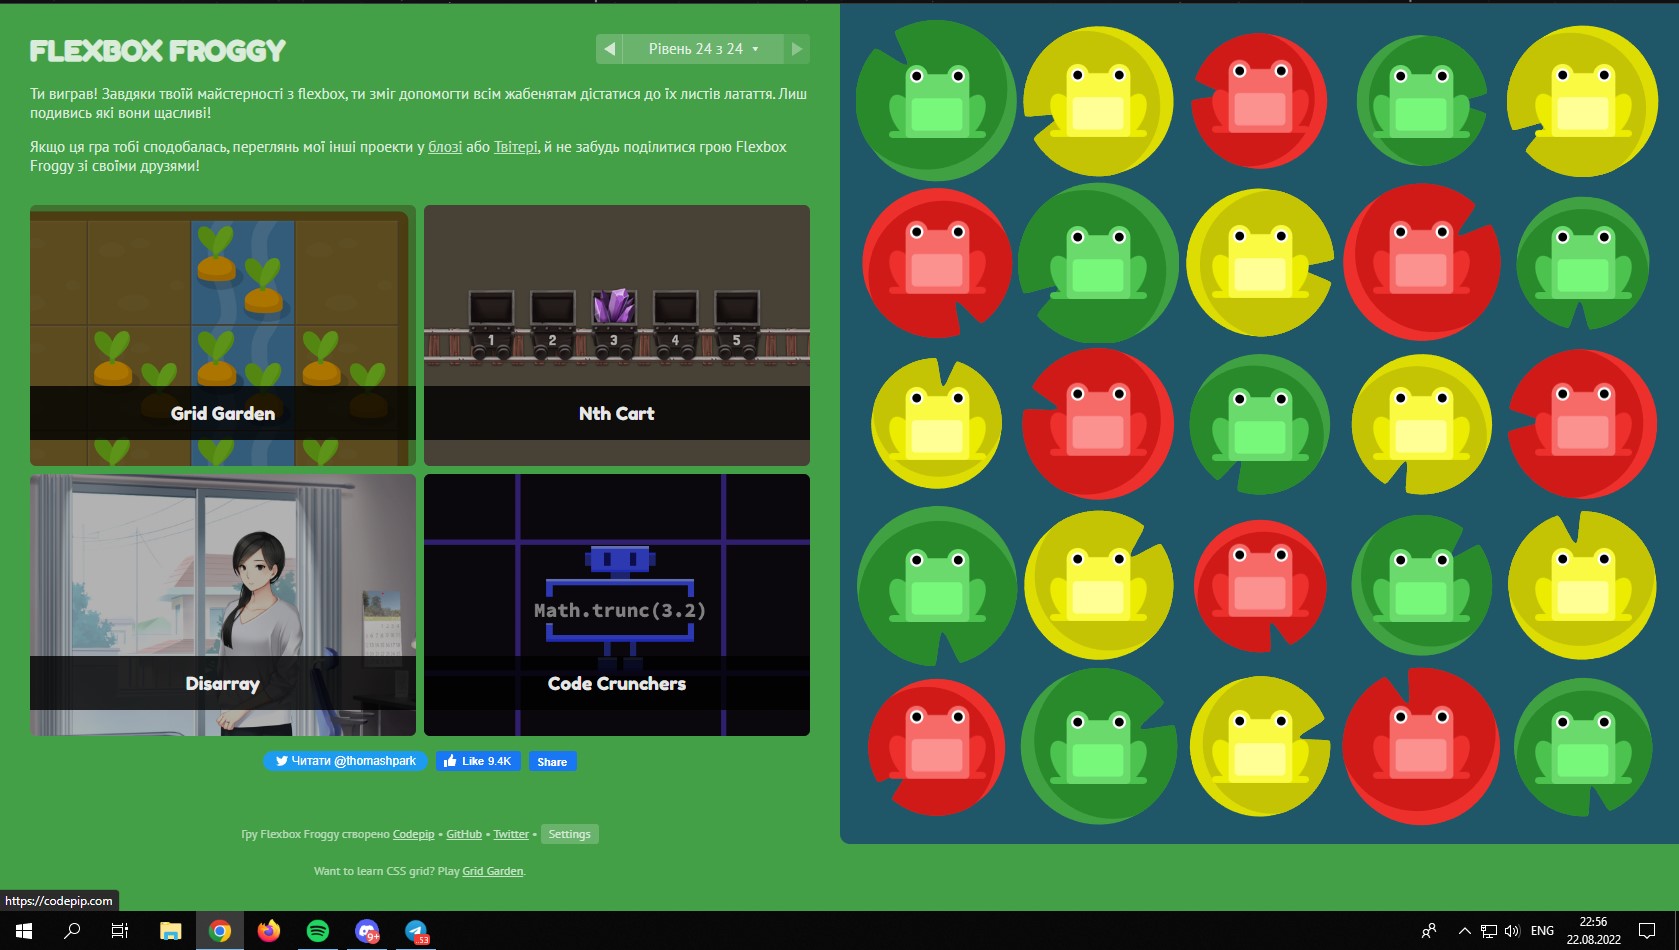 FLEXBOX FROGGY
◀ Рівень 24 з 24 ▾ ▶
Ти виграв! Завдяки твоїй майстерності з flexbox, ти зміг допомогти всім жабенятам дістатися до їх листів латаття. Лиш
подивись які вони щасливі!
Якщо ця гра тобі сподобалась, переглянь мої інші проекти у блозі або Твітері, й не забудь поділитися грою Flexbox
Froggy зі своїми друзями!
Grid Garden
1 2 3 4 5
Nth Cart
Disarray
Math.trunc(3.2)
Code Crunchers
Читати @thomashpark
Like 9.4K
Share
Гру Flexbox Froggy створено Codepip • GitHub • Twitter • Settings
Want to learn CSS grid? Play Grid Garden.
https://codepip.com
9+
53
ENG
22:56
22.08.2022